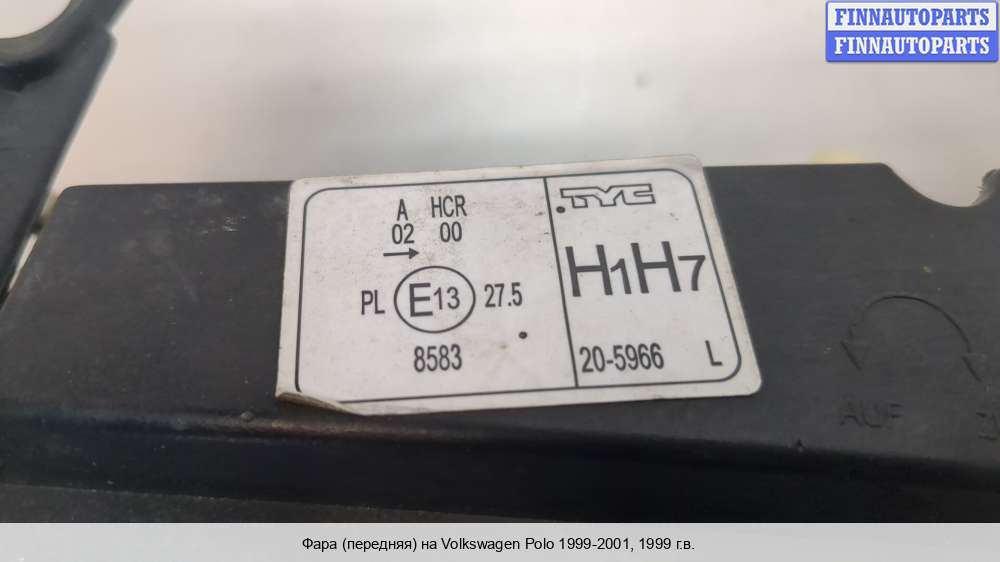 FINNAUTOPARTS
FINNAUTOPARTS
A HCR
02 00
PL E13 27.5
8583
TYC
H1H7
20-5966 L
AUF
Фара (передняя) на Volkswagen Polo 1999-2001, 1999 г.в.